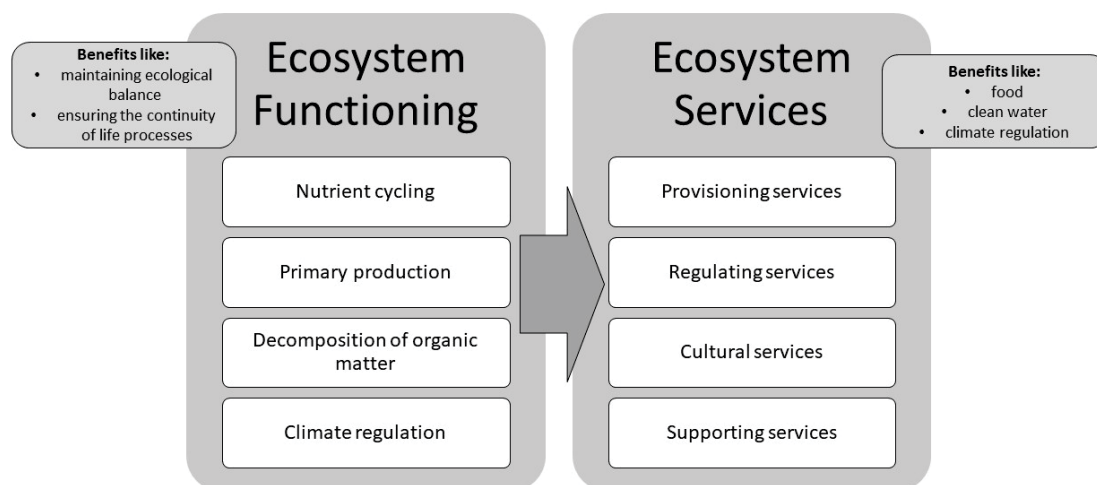 Benefits like:
• maintaining ecological
balance
• ensuring the continuity
of life processes
Ecosystem
Functioning
Nutrient cycling
Primary production
Decomposition of organic
matter
Climate regulation
Ecosystem
Services
Provisioning services
Regulating services
Cultural services
Supporting services
Benefits like:
• food
• clean water
• climate regulation